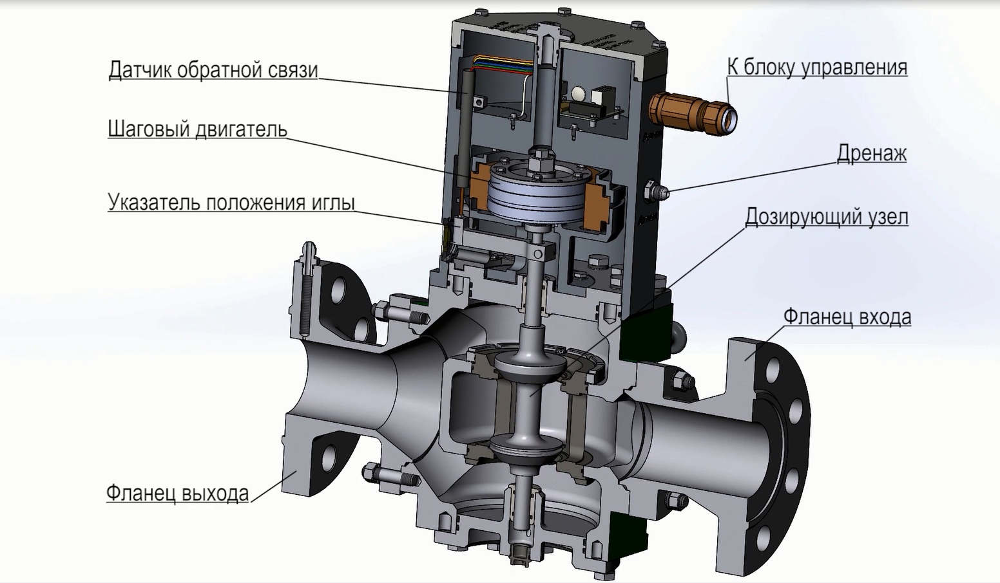 Датчик обратной связи
К блоку управления
Шаговый двигатель
Дренаж
Указатель положения иглы
Дозирующий узел
Фланец входа
Фланец выхода